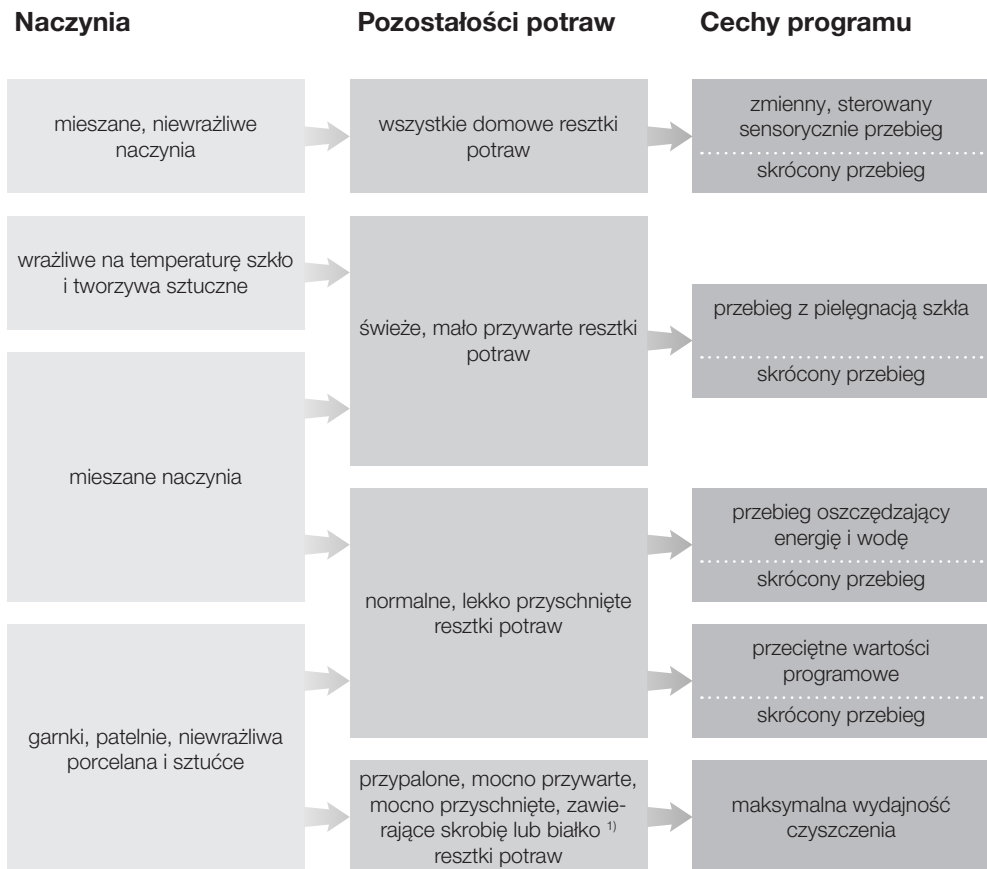 Naczynia
Pozostałości potraw
Cechy programu
mieszane, niewrażliwe
naczynia
wszystkie domowe resztki
potraw
zmienny, sterowany
sensorycznie przebieg
skrócony przebieg
wrażliwe na temperaturę szkło
i tworzywa sztuczne
świeże, mało przywarte resztki
potraw
przebieg z pielęgnacją szkła
skrócony przebieg
mieszane naczynia
normalne, lekko przyschnięte
resztki potraw
przebieg oszczędzający
energię i wodę
skrócony przebieg
przeciętne wartości
programowe
skrócony przebieg
garnki, patelnie, niewrażliwa
porcelana i sztućce
przypalone, mocno przywarte,
mocno przyschnięte, zawie-
rające skrobię lub białko 1)
resztki potraw
maksymalna wydajność
czyszczenia